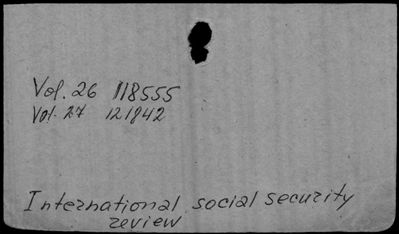 Vol. 26 118555
Vol. 27 121842
International social security
review